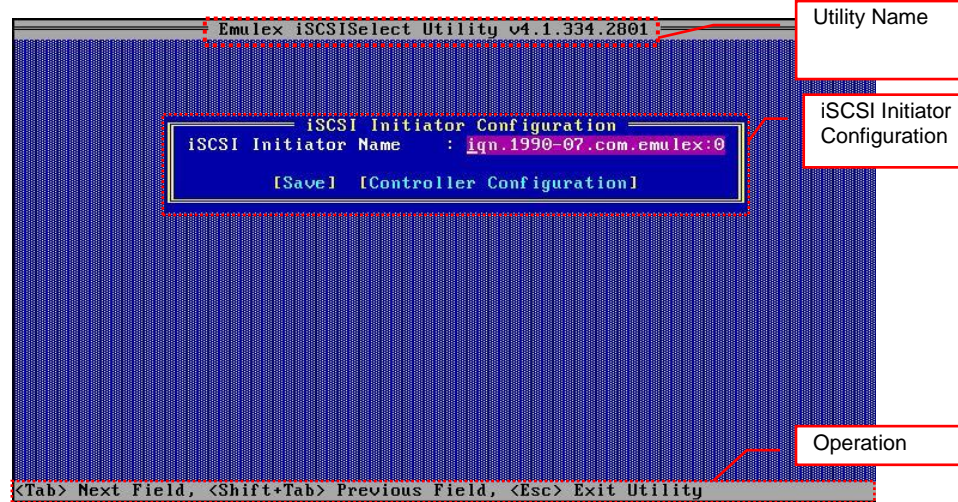 Emulex iSCSISelect Utility v4.1.334.2801
Utility Name
iSCSI Initiator Configuration
iSCSI Initiator Name : iqn.1990-07.com.emulex:0
[Save] [Controller Configuration]
iSCSI Initiator
Configuration
Operation
<Tab> Next Field, <Shift+Tab> Previous Field, <Esc> Exit Utility